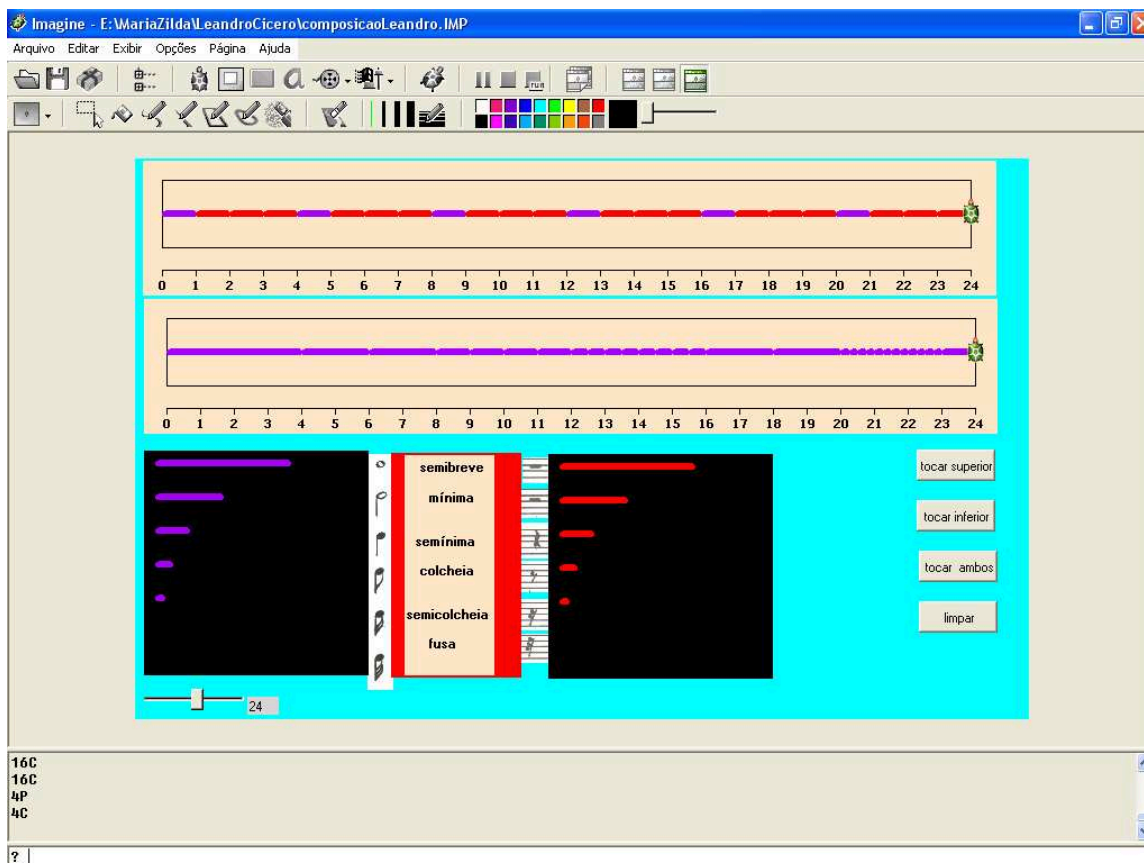 Imagine - E:\MariaZilda\LeandroCicero\composicaoLeandro.IMP
Arquivo Editar Exibir Opções Página Ajuda
run
0 1 2 3 4 5 6 7 8 9 10 11 12 13 14 15 16 17 18 19 20 21 22 23 24
0 1 2 3 4 5 6 7 8 9 10 11 12 13 14 15 16 17 18 19 20 21 22 23 24
semibreve
mínima
semínima
colcheia
semicolcheia
fusa
tocar superior
tocar inferior
tocar ambos
limpar
24
16C
16C
4P
4C
?